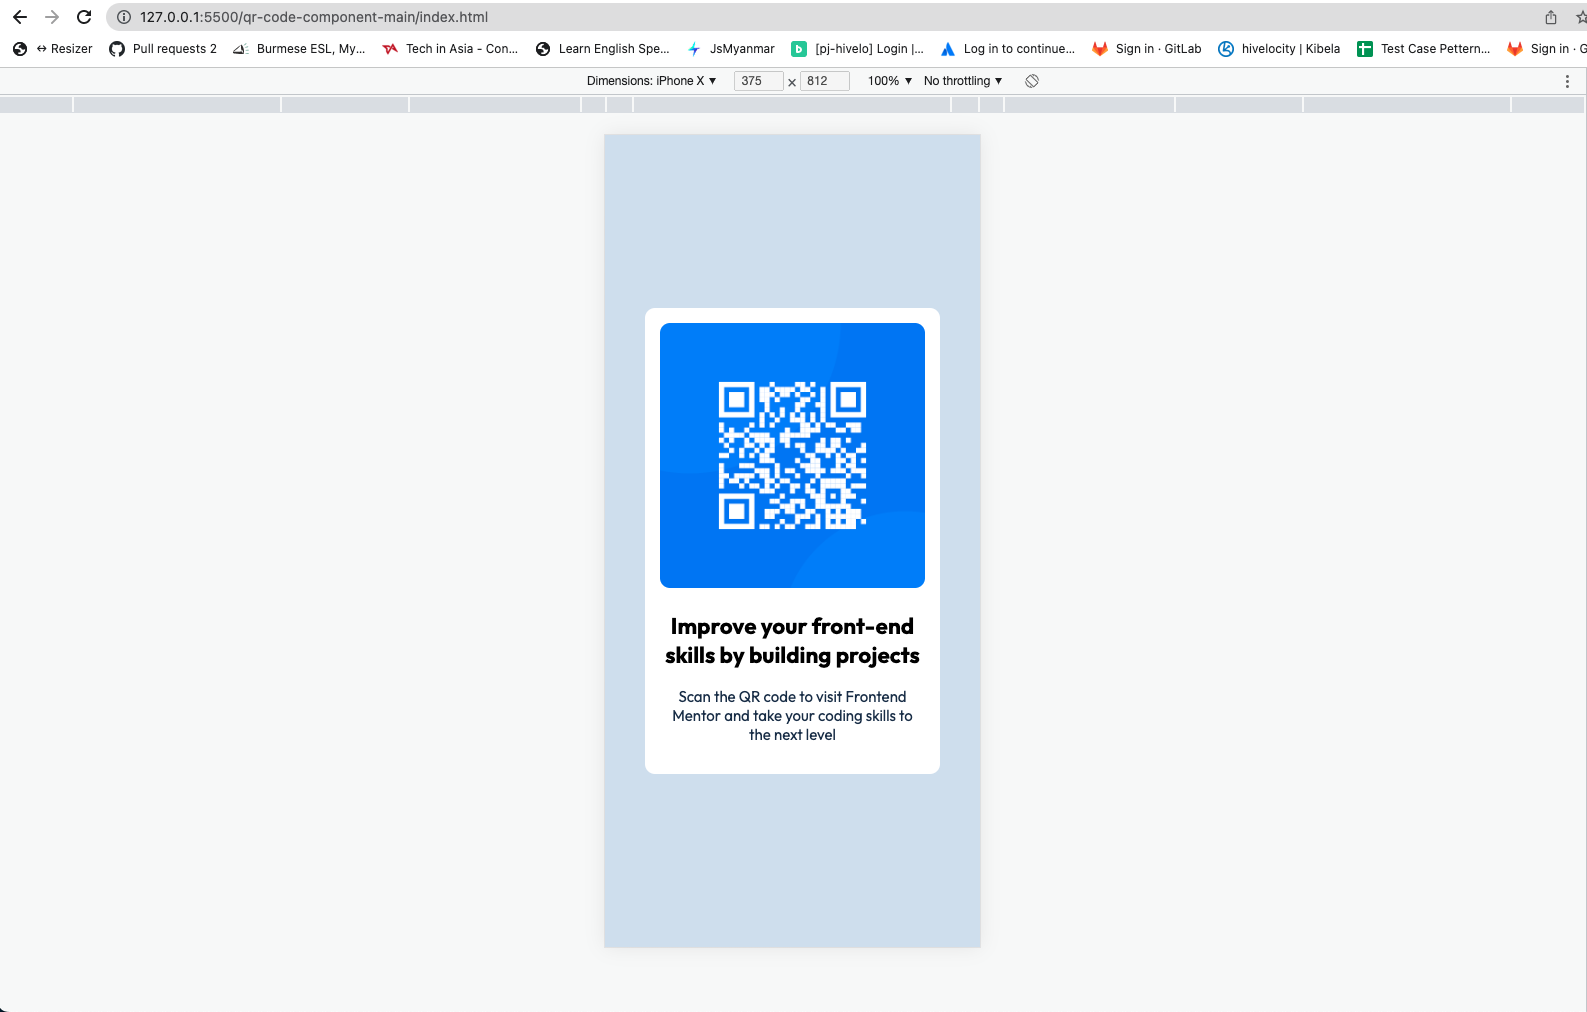 127.0.0.1:5500/qr-code-component-main/index.html
↔ Resizer Pull requests 2 Burmese ESL, My... Tech in Asia - Con... Learn English Spe... JsMyanmar [pj-hivelo] Login |... Log in to continue... Sign in · GitLab hivelocity | Kibela Test Case Pettern... Sign in · G
Dimensions: iPhone X ▼ 375 × 812 100% ▼ No throttling ▼
Improve your front-end
skills by building projects
Scan the QR code to visit Frontend
Mentor and take your coding skills to
the next level